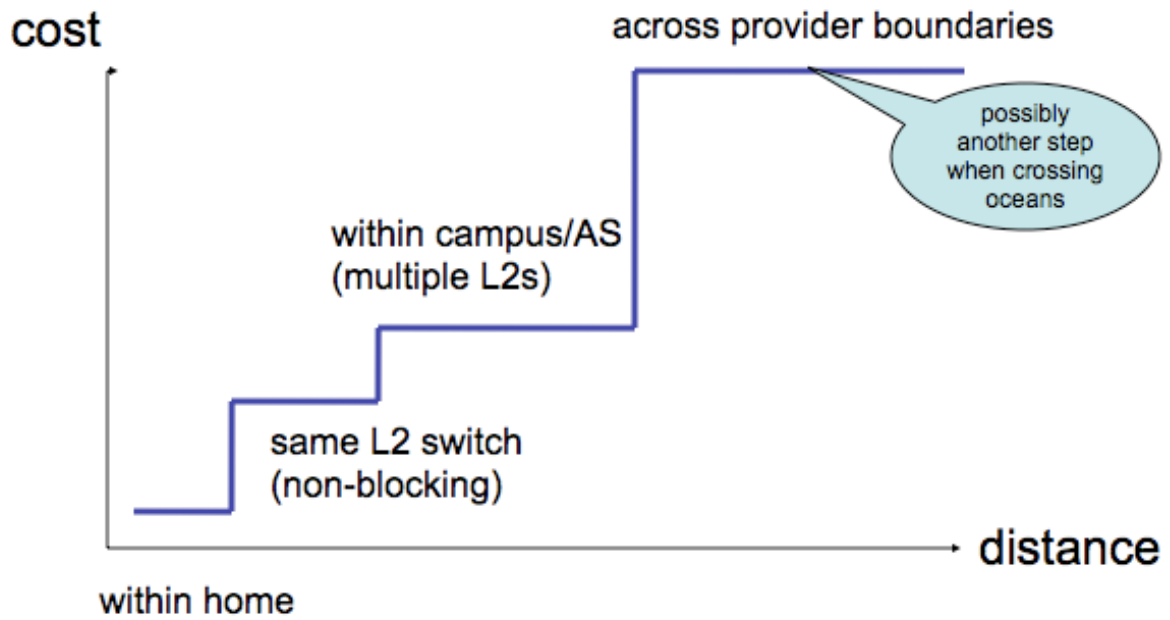 cost
across provider boundaries
possibly
another step
when crossing
oceans
within campus/AS
(multiple L2s)
same L2 switch
(non-blocking)
distance
within home